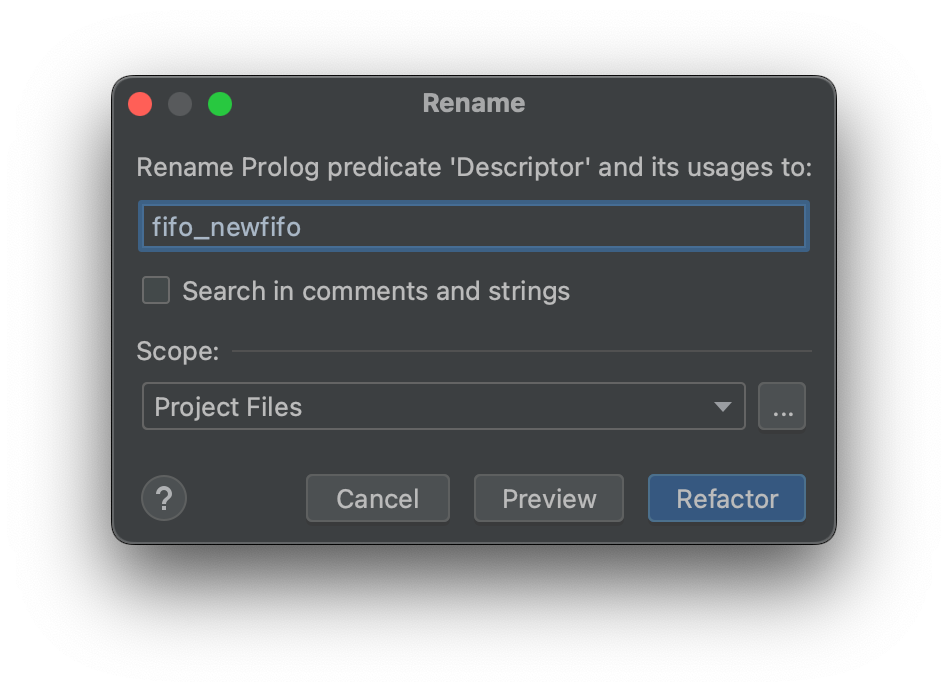 Rename
Rename Prolog predicate 'Descriptor' and its usages to:
fifo_newfifo
Search in comments and strings
Scope:
Project Files
...
?
Cancel
Preview
Refactor